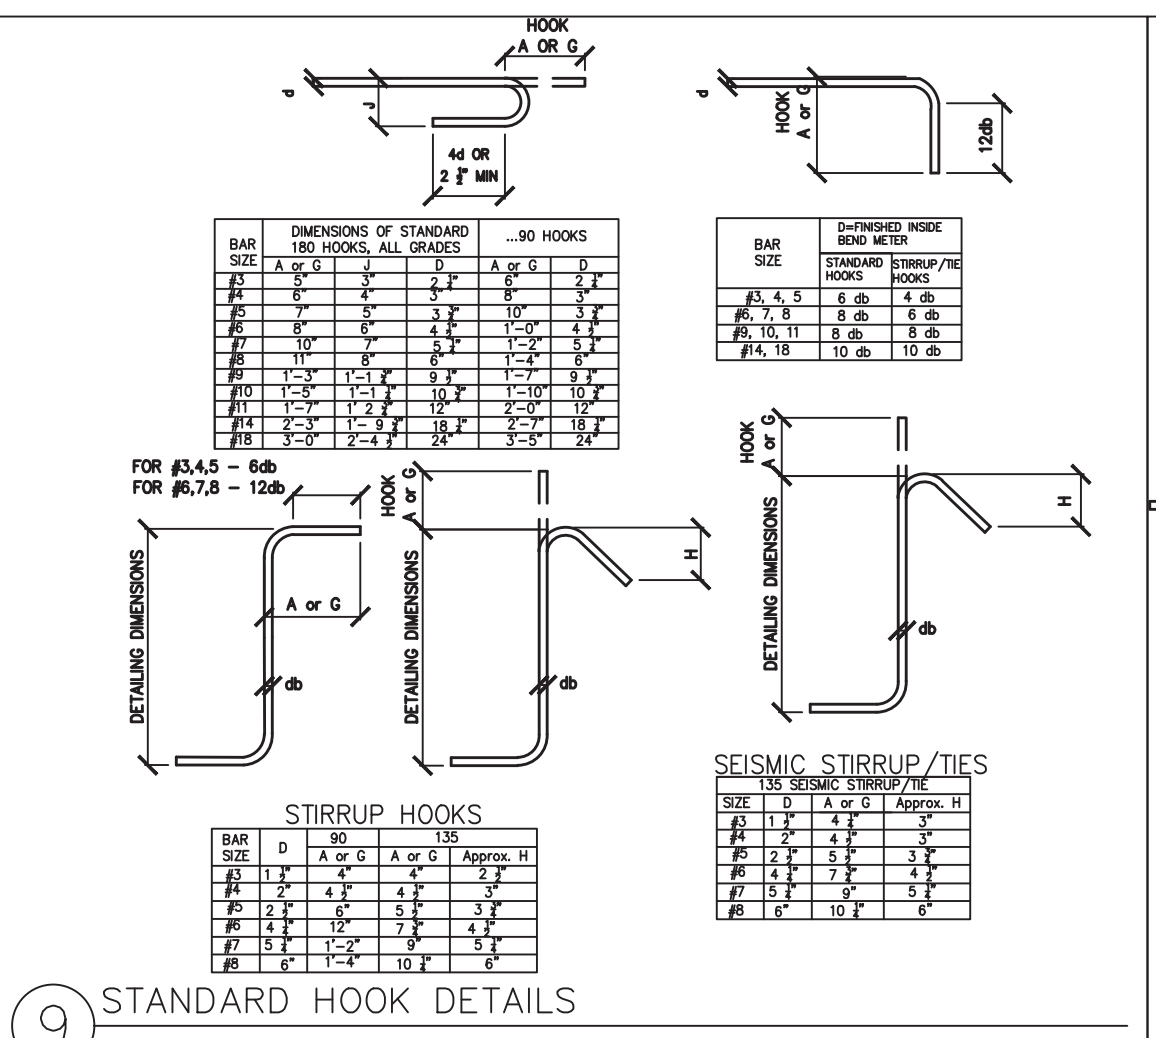 HOOK
A OR G
d
J
4d OR
2 ½" MIN
d
HOOK
A or G
12db
BAR SIZE | DIMENSIONS OF STANDARD 180 HOOKS, ALL GRADES | ...90 HOOKS
A or G | J | D | A or G | D
#3 | 5" | 3" | 2 ¼" | 6" | 2 ¼"
#4 | 6" | 4" | 3" | 8" | 3"
#5 | 7" | 5" | 3 ¾" | 10" | 3 ¾"
#6 | 8" | 6" | 4 ½" | 1'-0" | 4 ½"
#7 | 10" | 7" | 5 ¼" | 1'-2" | 5 ¼"
#8 | 11" | 8" | 6" | 1'-4" | 6"
#9 | 1'-3" | 1'-1 ¾" | 9 ½" | 1'-7" | 9 ½"
#10 | 1'-5" | 1'-1 ¼" | 10 ¾" | 1'-10" | 10 ¾"
#11 | 1'-7" | 1' 2 ¾" | 12" | 2'-0" | 12"
#14 | 2'-3" | 1'- 9 ¾" | 18 ¼" | 2'-7" | 18 ¼"
#18 | 3'-0" | 2'-4 ½" | 24" | 3'-5" | 24"
BAR SIZE | D=FINISHED INSIDE BEND METER
STANDARD HOOKS | STIRRUP/TIE HOOKS
#3, 4, 5 | 6 db | 4 db
#6, 7, 8 | 8 db | 6 db
#9, 10, 11 | 8 db | 8 db
#14, 18 | 10 db | 10 db
FOR #3,4,5 - 6db
FOR #6,7,8 - 12db
DETAILING DIMENSIONS
A or G
db
HOOK
A or G
DETAILING DIMENSIONS
H
db
HOOK
A or G
DETAILING DIMENSIONS
H
db
STIRRUP HOOKS
BAR SIZE | D | 90 | 135
A or G | A or G | Approx. H
#3 | 1 ½" | 4" | 4" | 2 ½"
#4 | 2" | 4 ½" | 4 ½" | 3"
#5 | 2 ½" | 6" | 5 ½" | 3 ¾"
#6 | 4 ¼" | 12" | 7 ¾" | 4 ½"
#7 | 5 ¼" | 1'-2" | 9" | 5 ¼"
#8 | 6" | 1'-4" | 10 ¼" | 6"
SEISMIC STIRRUP/TIES
135 SEISMIC STIRRUP/TIE
SIZE | D | A or G | Approx. H
#3 | 1 ½" | 4 ¼" | 3"
#4 | 2" | 4 ½" | 3"
#5 | 2 ½" | 5 ½" | 3 ¾"
#6 | 4 ¼" | 7 ¾" | 4 ½"
#7 | 5 ¼" | 9" | 5 ¼"
#8 | 6" | 10 ¼" | 6"
9
STANDARD HOOK DETAILS